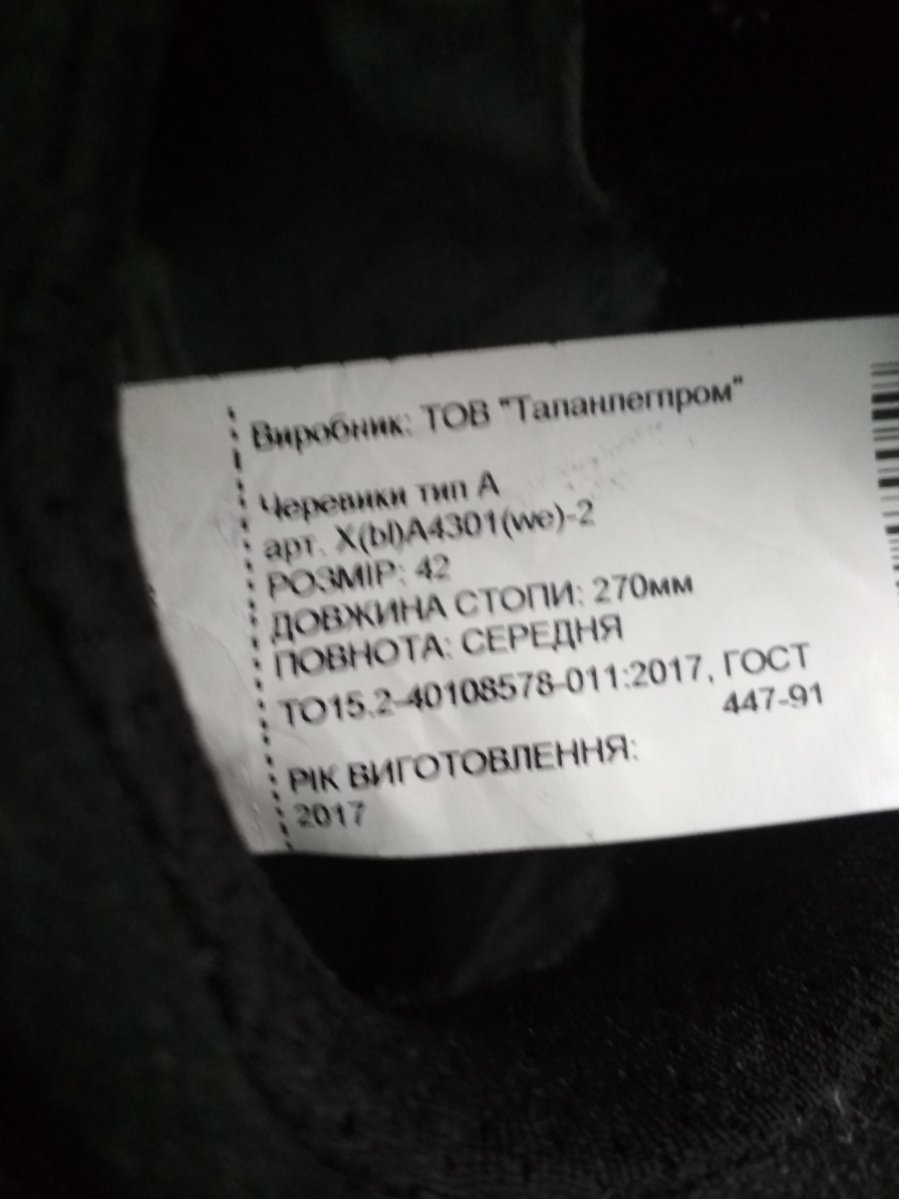 Виробник: ТОВ "Таланлегпром"
Черевики тип А
арт. Х(bl)А4301(we)-2
РОЗМІР: 42
ДОВЖИНА СТОПИ: 270мм
ПОВНОТА: СЕРЕДНЯ
ТО15.2-40108578-011:2017, ГОСТ
447-91
РІК ВИГОТОВЛЕННЯ:
2017